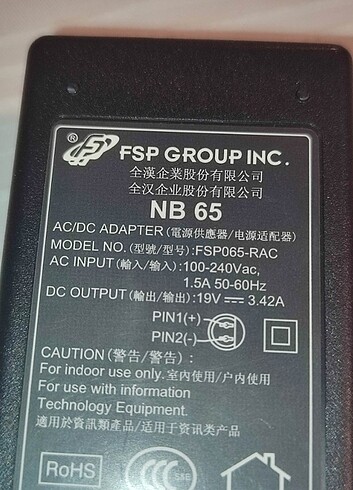 ® FSP GROUP INC.
全漢企業股份有限公司
全汉企业股份有限公司
NB 65
AC/DC ADAPTER (電源供應器/电源适配器)
MODEL NO. (型號/型号):FSP065-RAC
AC INPUT (輸入/输入) :100-240Vac,
1.5A 50-60Hz
DC OUTPUT (輸出/输出) :19V ⎓ 3.42A
PIN1(+)
PIN2(-)
CAUTION (警告/警告) :
For indoor use only. 室内使用/户内使用
For use with information
Technology Equipment.
適用於資訊類產品/适用于资讯类产品
RoHS
CCC S&E